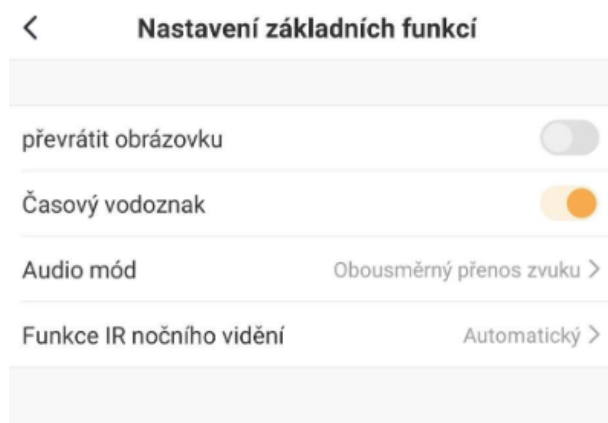 Nastavení základních funkcí
převrátit obrázovku
Časový vodoznak
Audio mód Obousměrný přenos zvuku
Funkce IR nočního vidění Automatický